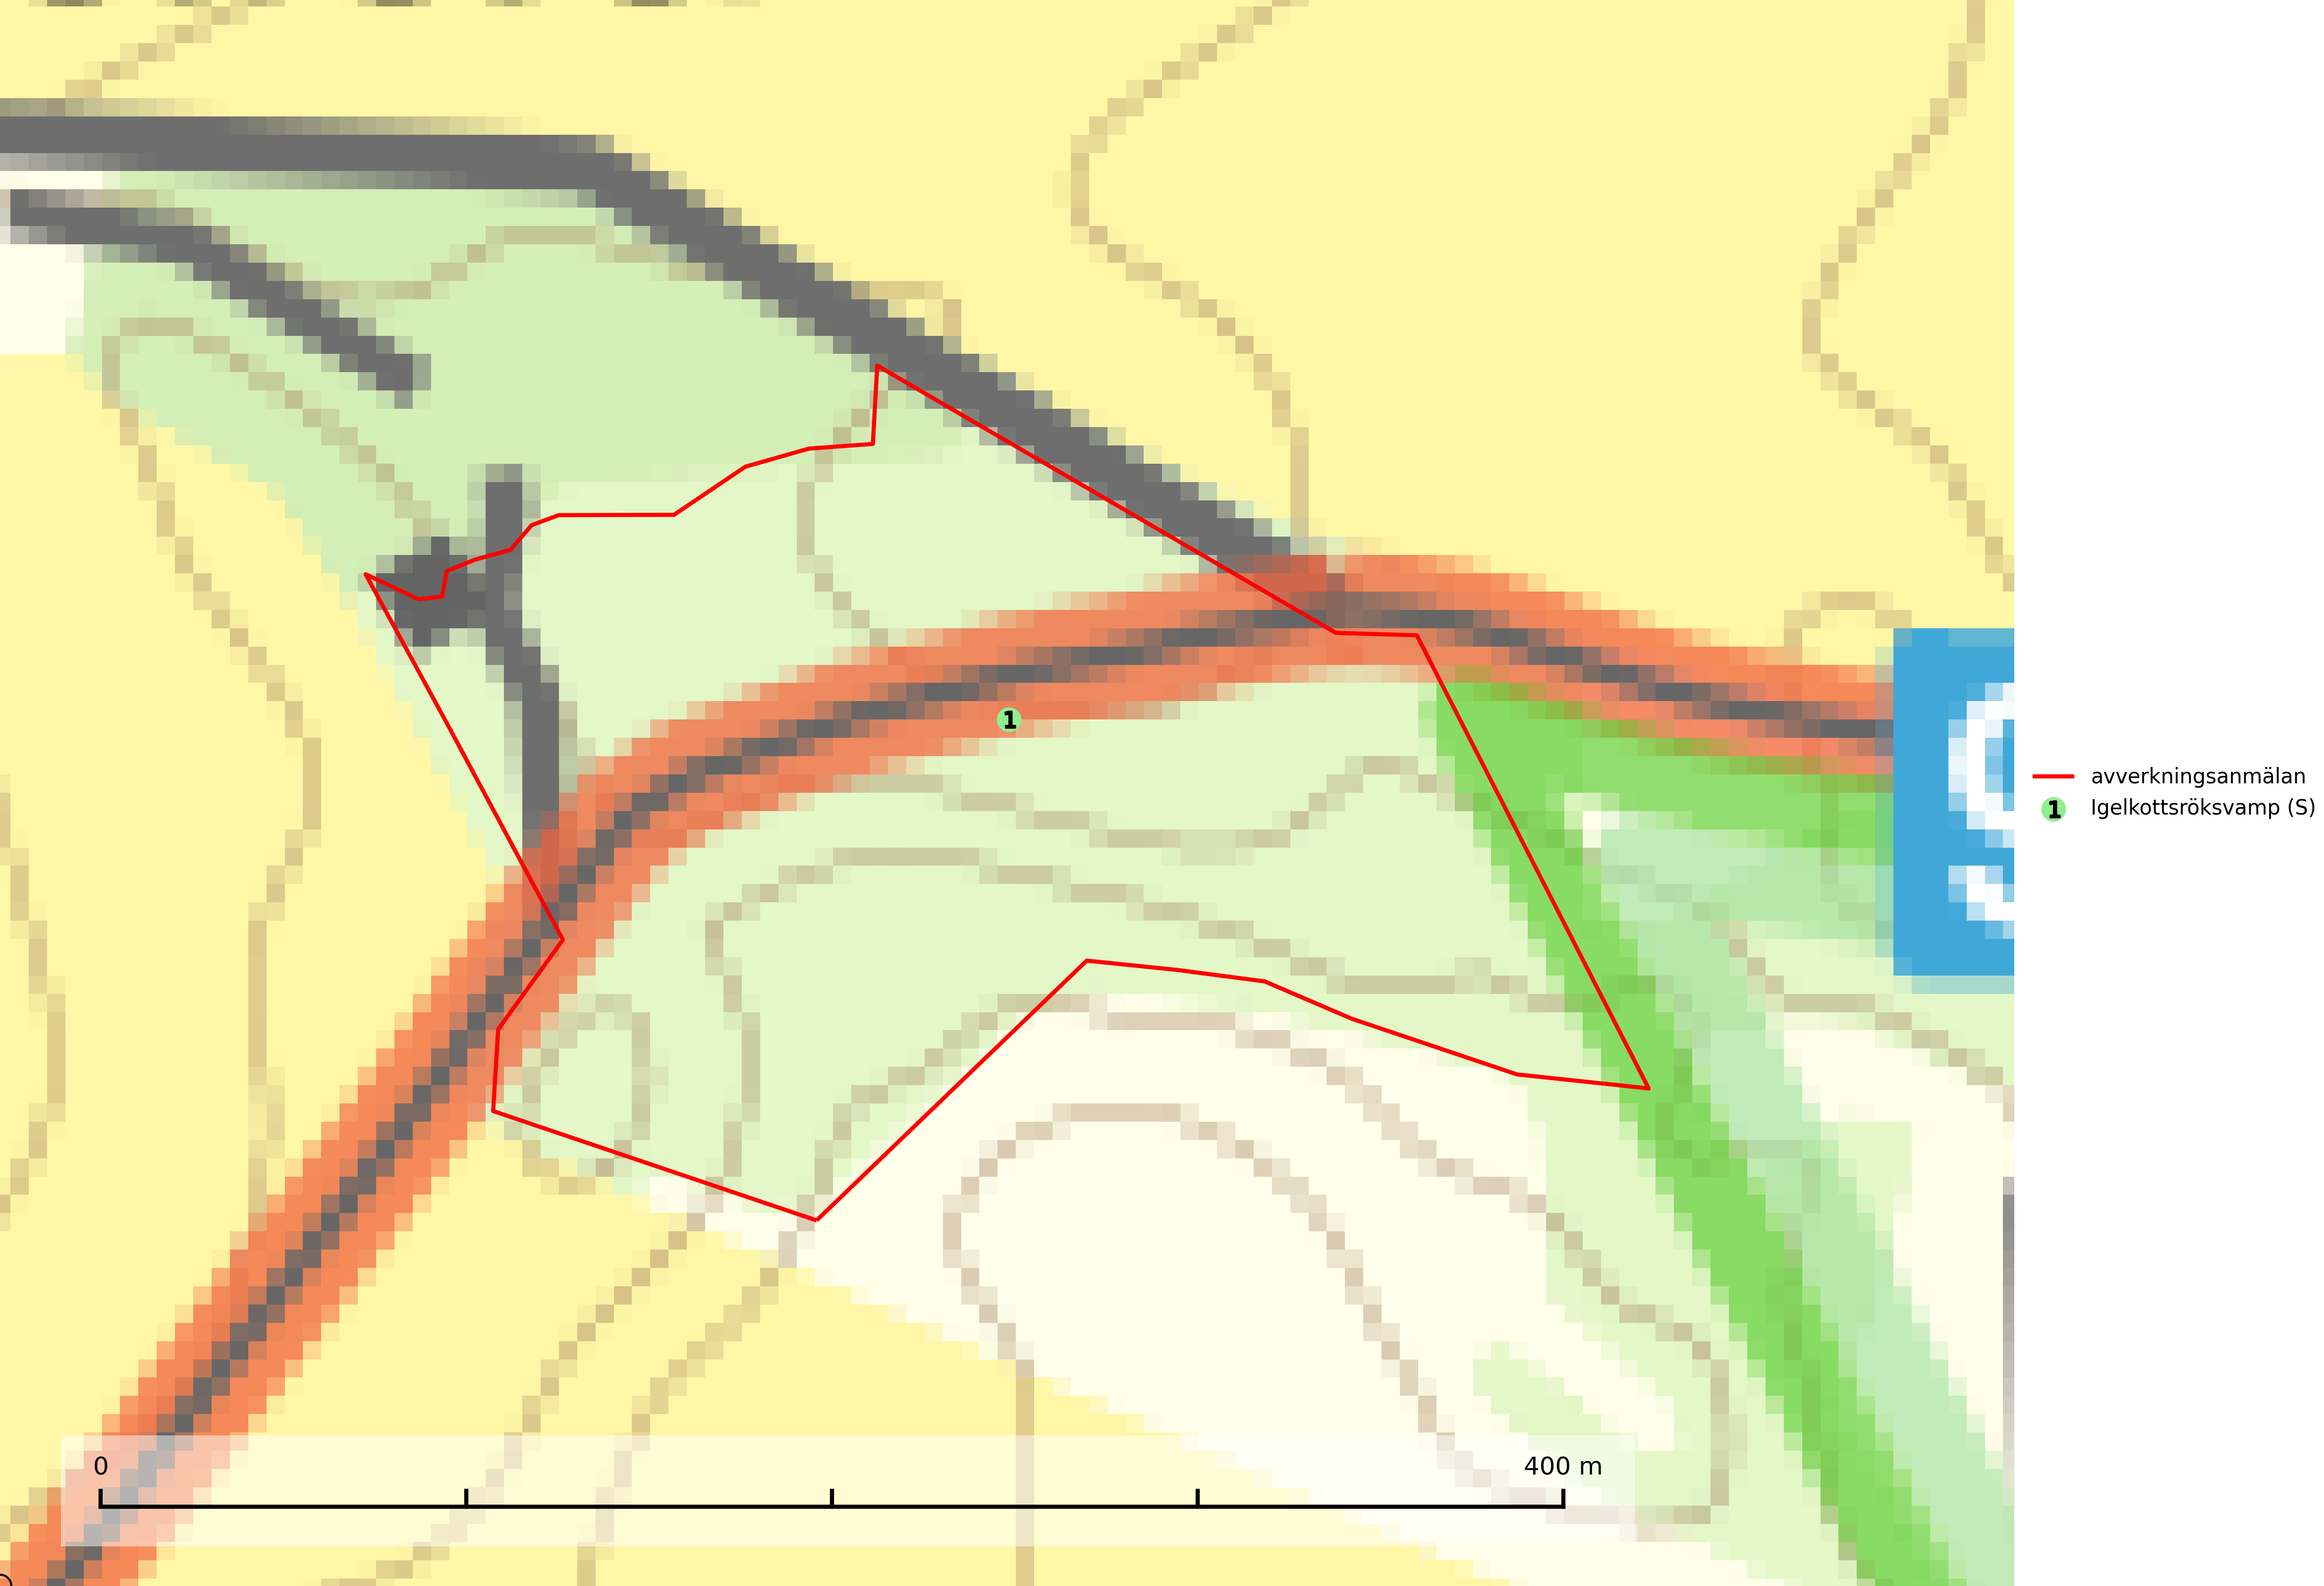 1
avverkningsanmälan
1 Igelkottsröksvamp (S)
0 400 m